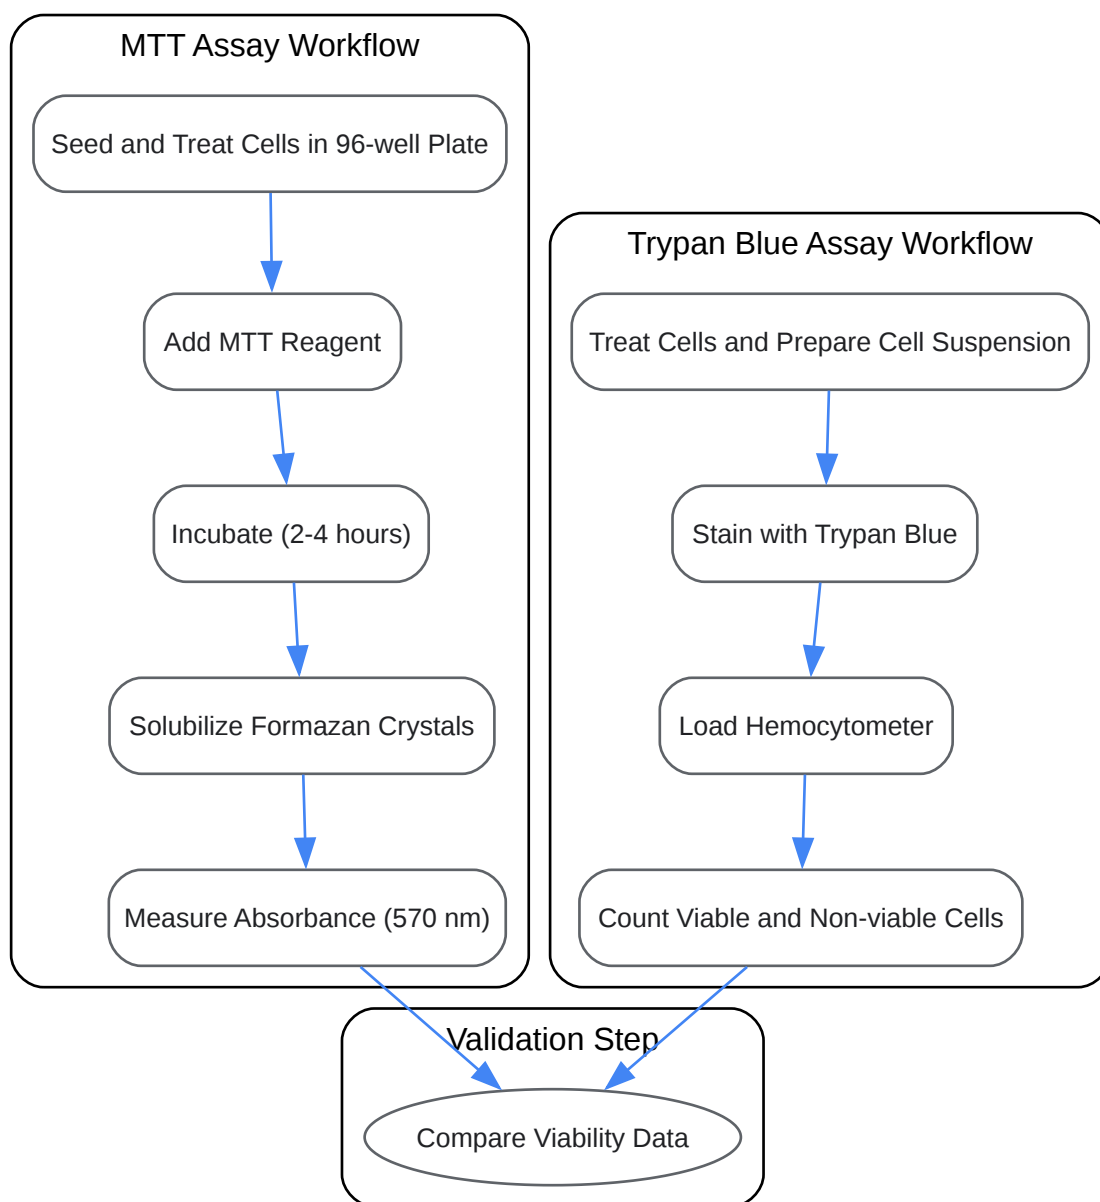 MTT Assay Workflow
Seed and Treat Cells in 96-well Plate
Add MTT Reagent
Incubate (2-4 hours)
Solubilize Formazan Crystals
Measure Absorbance (570 nm)
Trypan Blue Assay Workflow
Treat Cells and Prepare Cell Suspension
Stain with Trypan Blue
Load Hemocytometer
Count Viable and Non-viable Cells
Validation Step
Compare Viability Data